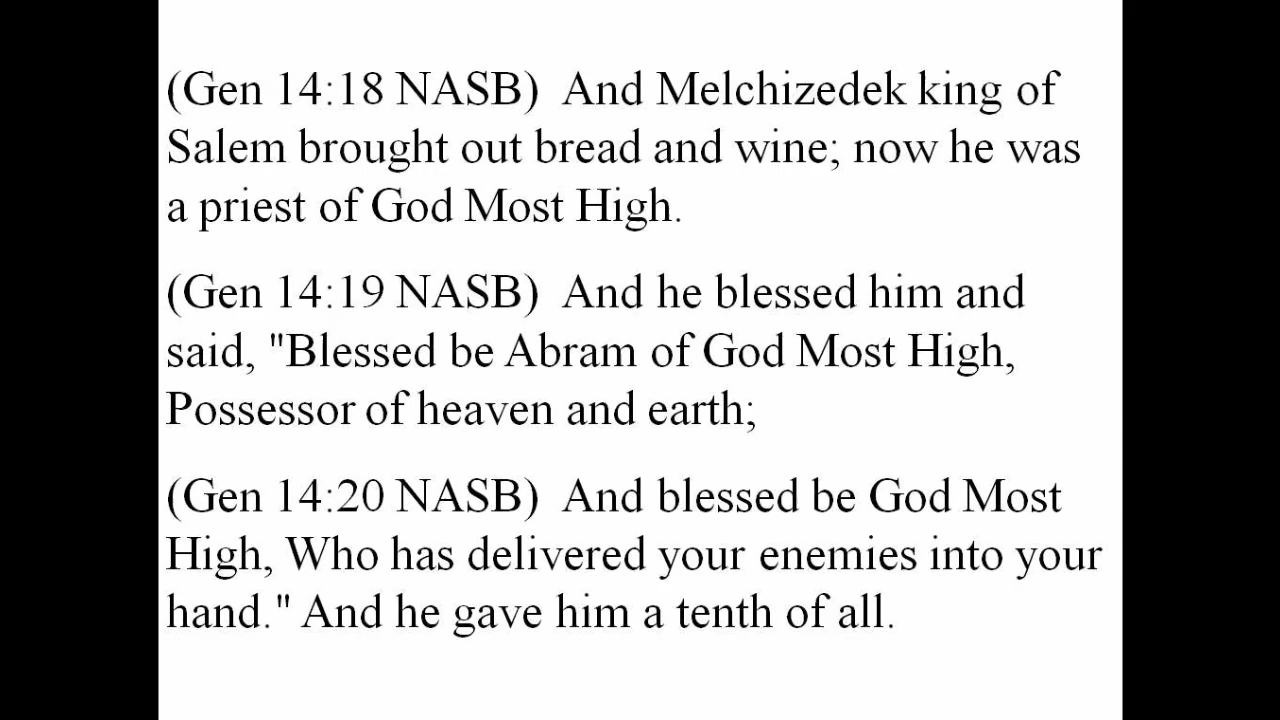 (Gen 14:18 NASB)  And Melchizedek king of
Salem brought out bread and wine; now he was
a priest of God Most High.
(Gen 14:19 NASB)  And he blessed him and
said, "Blessed be Abram of God Most High,
Possessor of heaven and earth;
(Gen 14:20 NASB)  And blessed be God Most
High, Who has delivered your enemies into your
hand." And he gave him a tenth of all.